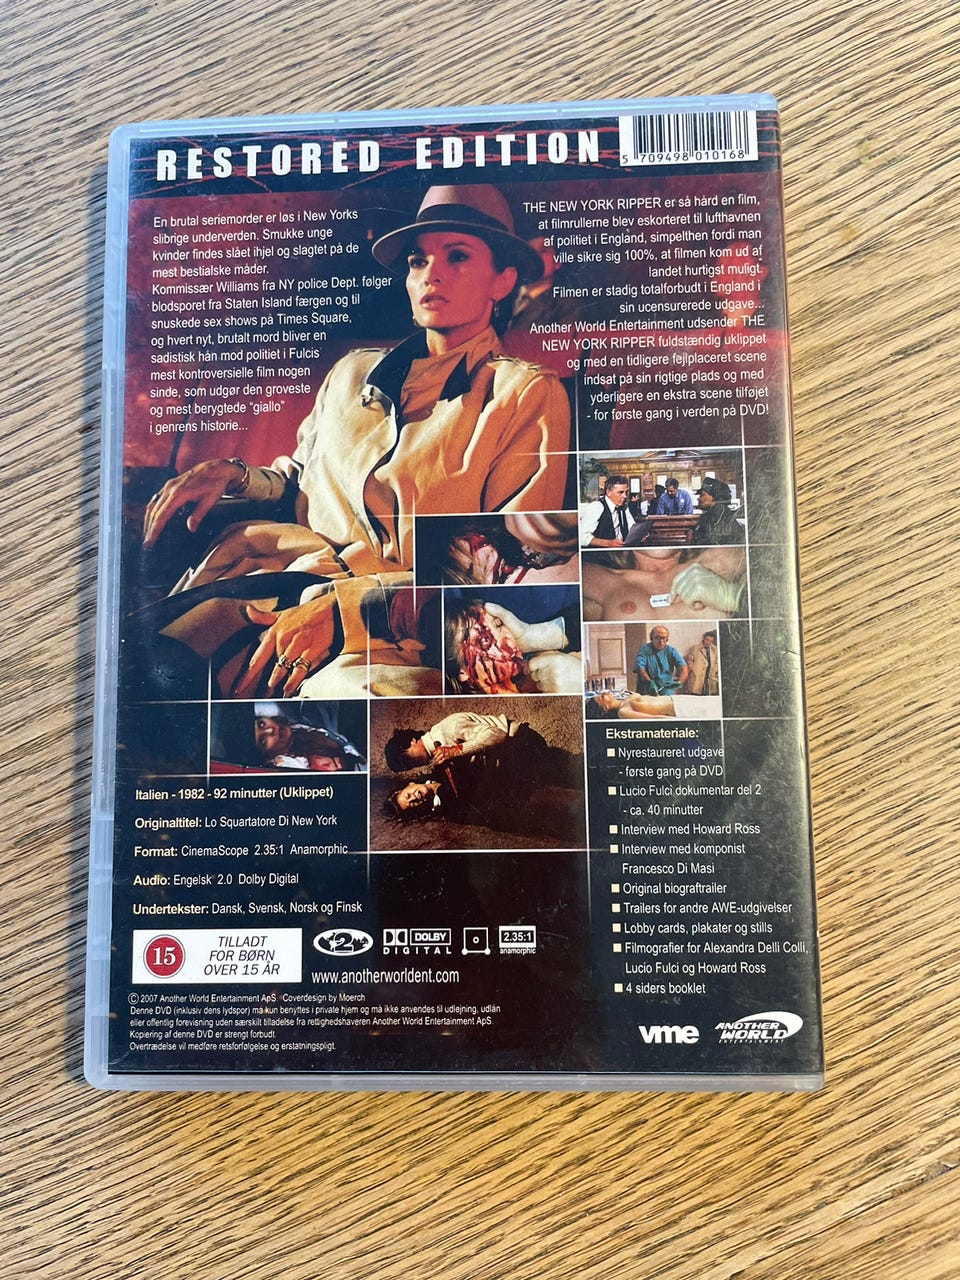 RESTORED EDITION
5 709498 010168
En brutal seriemorder er løs i New Yorks
slibrige underverden. Smukke unge
kvinder findes slået ihjel og slagtet på de
mest bestialske måder.
Kommissær Williams fra NY police Dept. følger
blodsporet fra Staten Island færgen og til
snuskede sex shows på Times Square,
og hvert nyt, brutalt mord bliver en
sadistisk hån mod politiet i Fulcis'
mest kontroversielle film nogen
sinde, som udgør den groveste
og mest berygtede "giallo"
i genrens historie...
THE NEW YORK RIPPER er så hård en film,
at filmrullerne blev eskorteret til lufthavnen
af politiet i England, simpelthen fordi man
ville sikre sig 100%, at filmen kom ud af
landet hurtigst muligt.
Filmen er stadig totalforbudt i England i
sin ucensurerede udgave...
Another World Entertainment udsender THE
NEW YORK RIPPER fuldstændig uklippet
og med en tidligere fejlplaceret scene
indsat på sin rigtige plads og med
yderligere en ekstra scene tilføjet
- for første gang i verden på DVD!
Italien - 1982 - 92 minutter (Uklippet)
Originaltitel: Lo Squartatore Di New York
Format: CinemaScope 2.35:1 Anamorphic
Audio: Engelsk 2.0 Dolby Digital
Undertekster: Dansk, Svensk, Norsk og Finsk
Ekstramateriale:
Nyrestaureret udgave
- første gang på DVD
Lucio Fulci dokumentar del 2
- ca. 40 minutter
Interview med Howard Ross
Interview med komponist
Francesco Di Masi
Original biograftrailer
Trailers for andre AWE-udgivelser
Lobby cards, plakater og stills
Filmografier for Alexandra Delli Colli,
Lucio Fulci og Howard Ross
4 siders booklet
15
TILLADT
FOR BØRN
OVER 15 ÅR
2
DOLBY
DIGITAL
2.35:1
anamorphic
www.anotherworldent.com
© 2007 Another World Entertainment ApS. Coverdesign by Moerch
Denne DVD (inklusiv dens lydspor) må kun benyttes i private hjem og må ikke anvendes til udlejning, udlån
eller offentlig forevisning uden særskilt tilladelse fra rettighedshaveren Another World Entertainment ApS.
Kopiering af denne DVD er strengt forbudt.
Overtrædelse vil medføre retsforfølgelse og erstatningspligt.
vme
ANOTHER
WORLD
ENTERTAINMENT